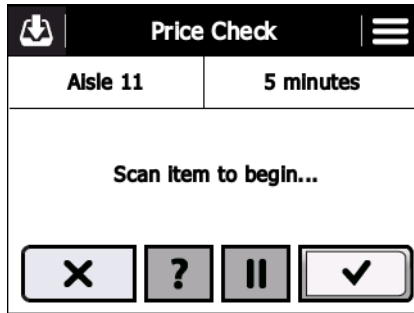 Price Check
Aisle 11
5 minutes
Scan item to begin...
?